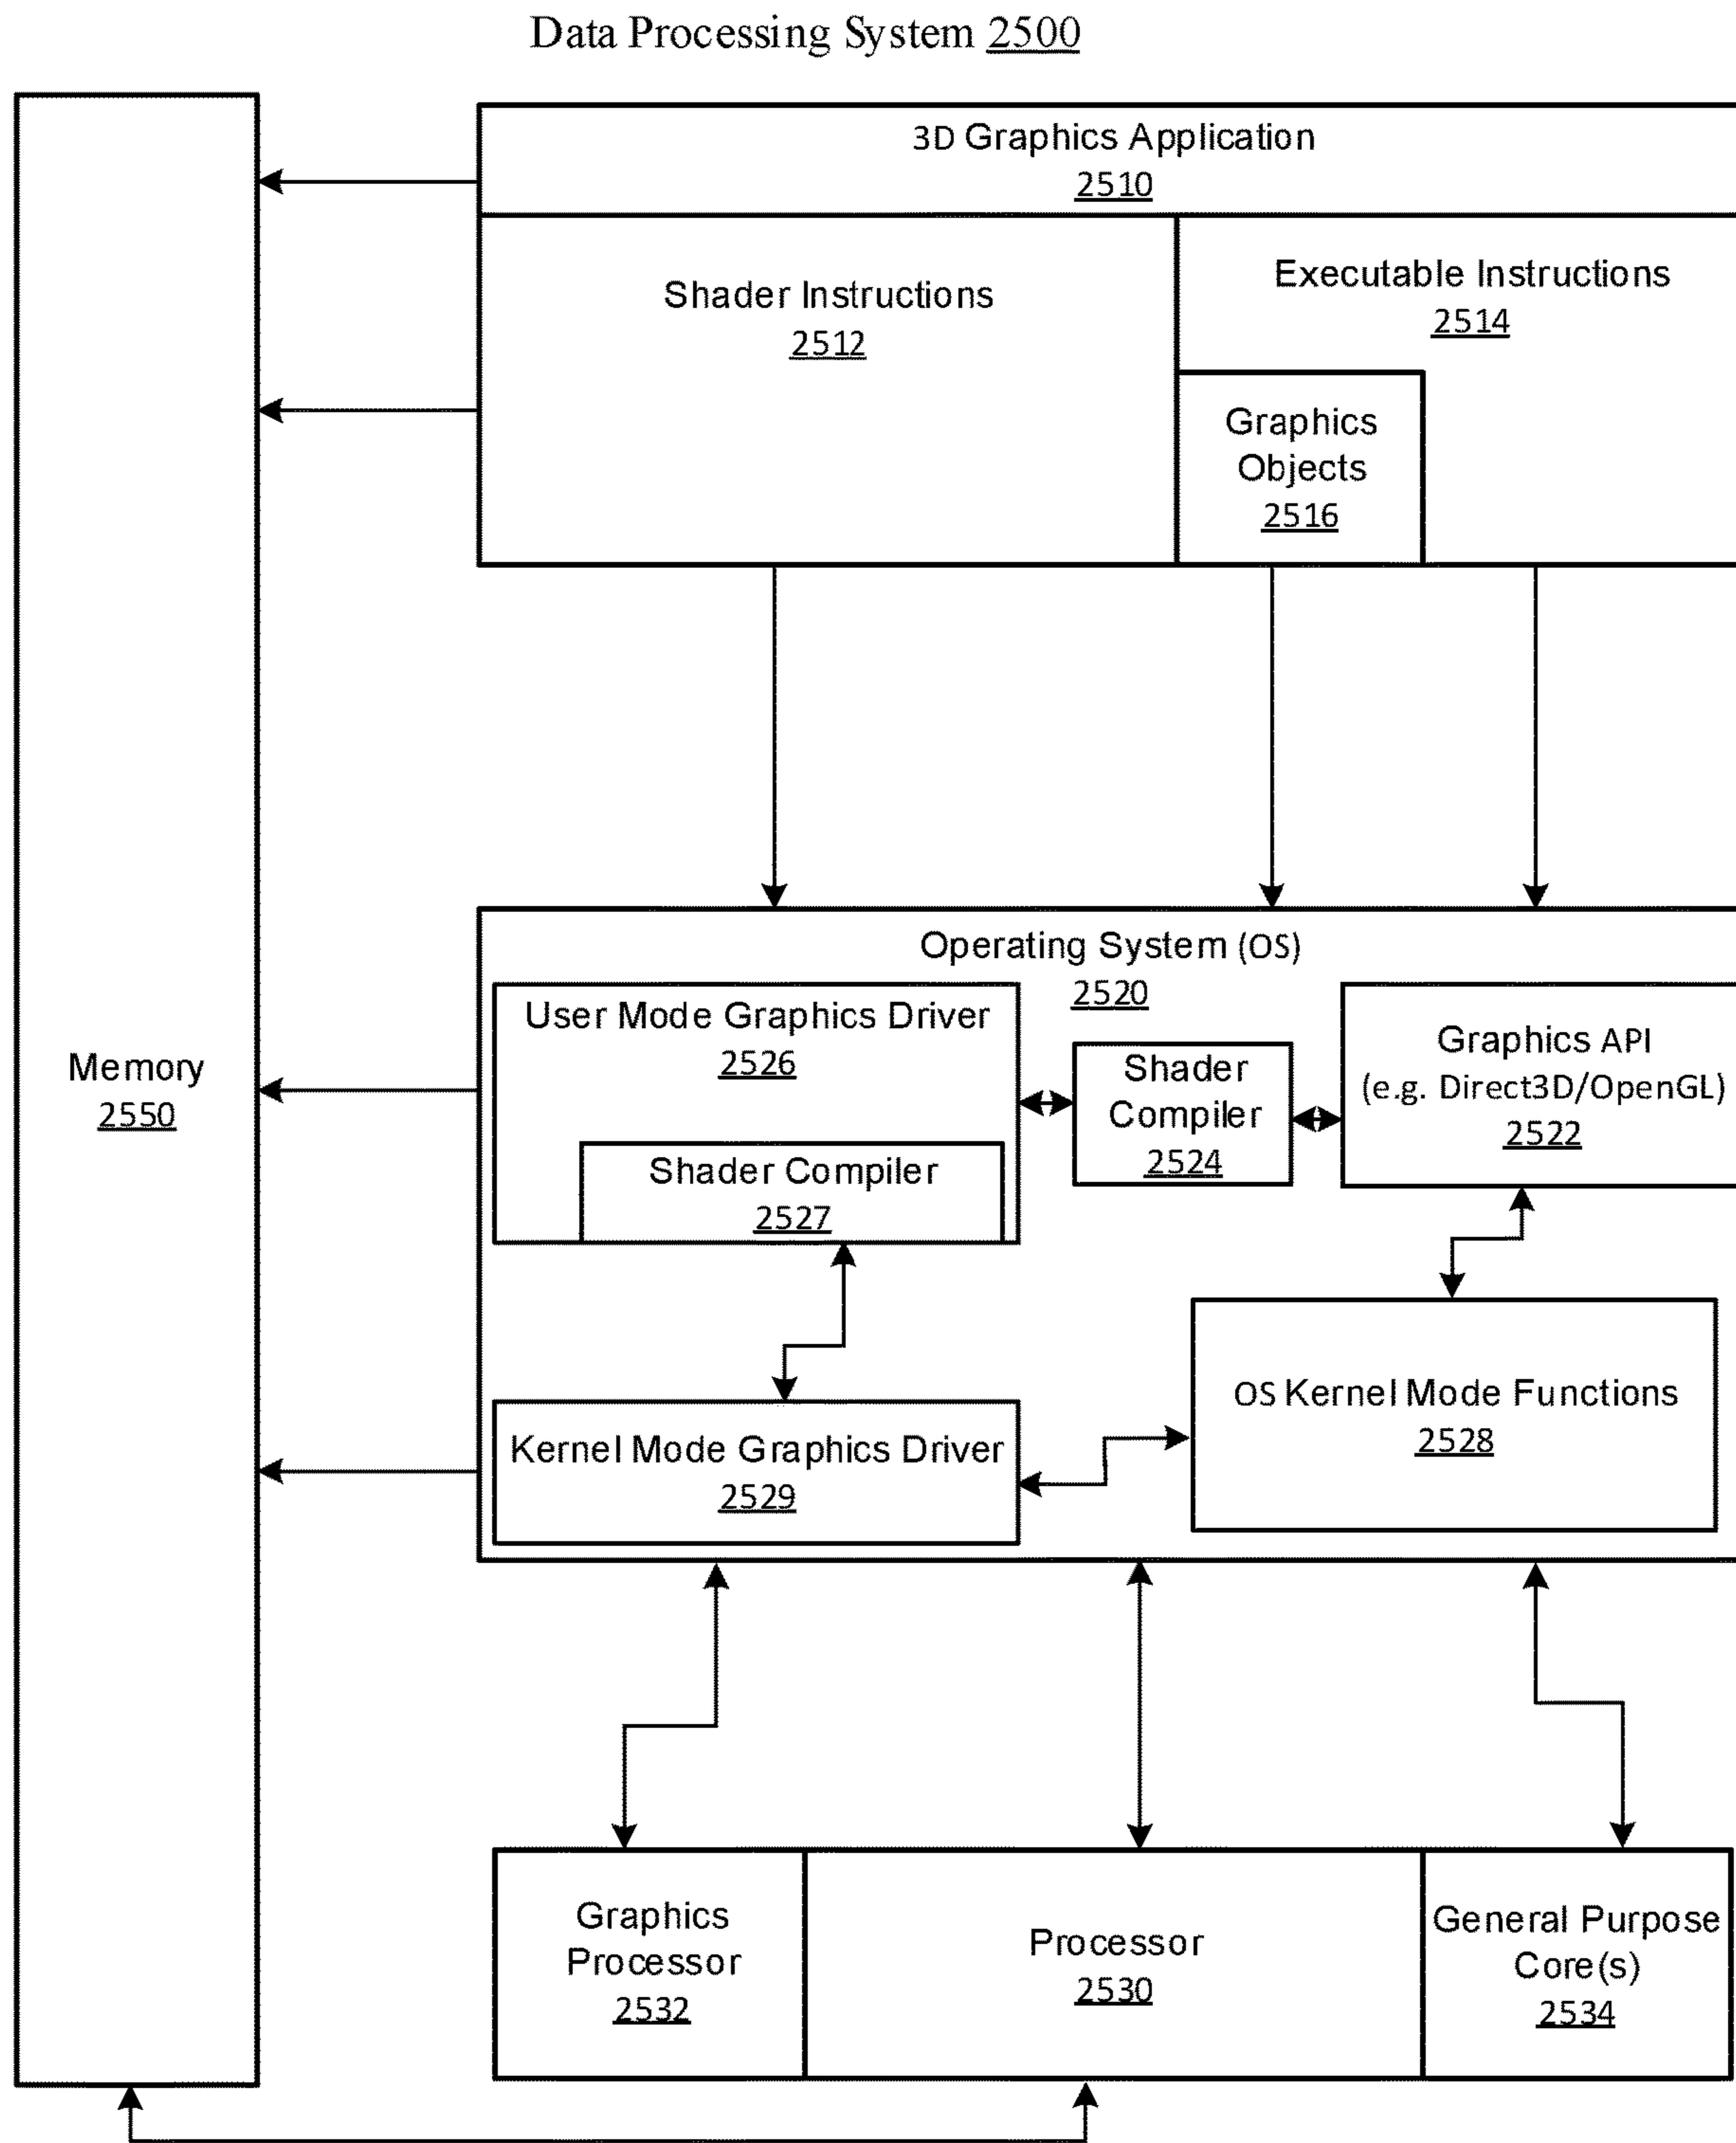 Data Processing System 2500
3D Graphics Application
2510
Shader Instructions
2512
Executable Instructions
2514
Graphics
Objects
2516
Memory
2550
Operating System (OS)
2520
User Mode Graphics Driver
2526
Shader Compiler
2527
Shader
Compiler
2524
Graphics API
(e.g. Direct3D/OpenGL)
2522
Kernel Mode Graphics Driver
2529
OS Kernel Mode Functions
2528
Graphics
Processor
2532
Processor
2530
General Purpose
Core(s)
2534